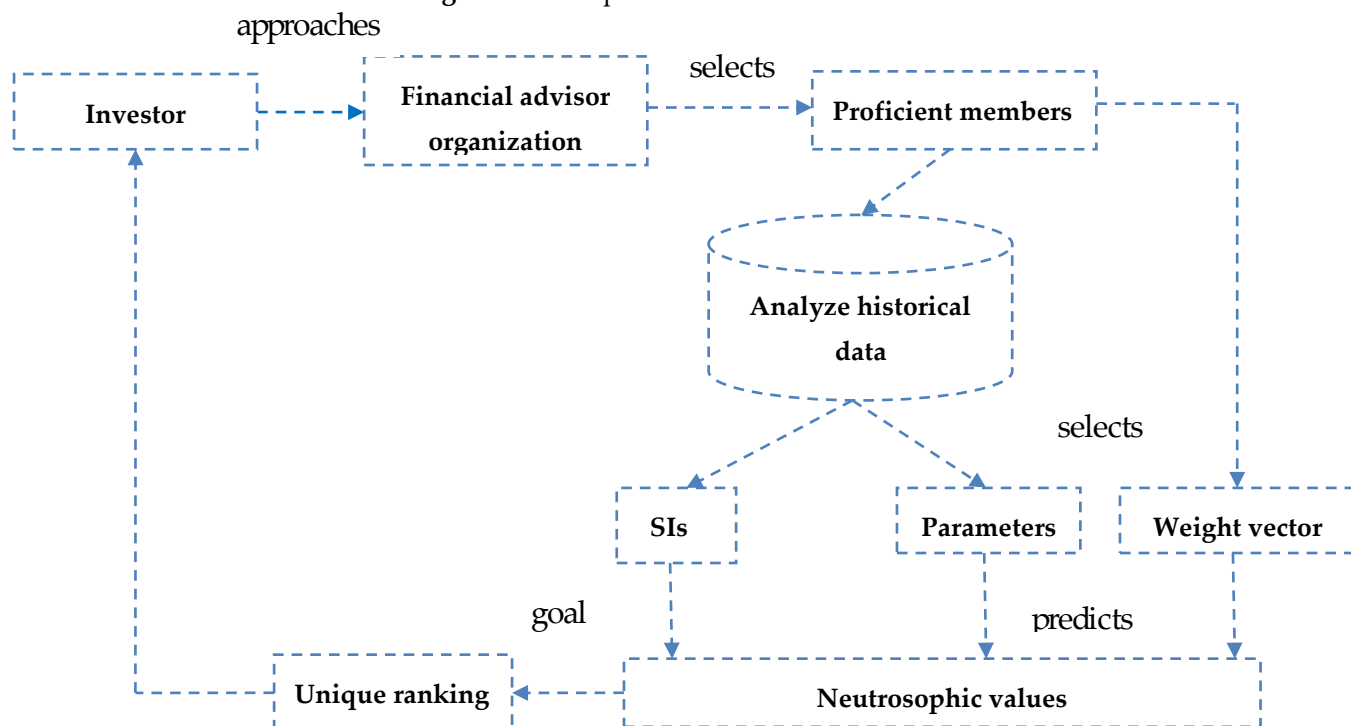 approaches
selects
Investor
Financial advisor
organization
Proficient members
Analyze historical
data
selects
SIs
Parameters
Weight vector
goal
predicts
Unique ranking
Neutrosophic values